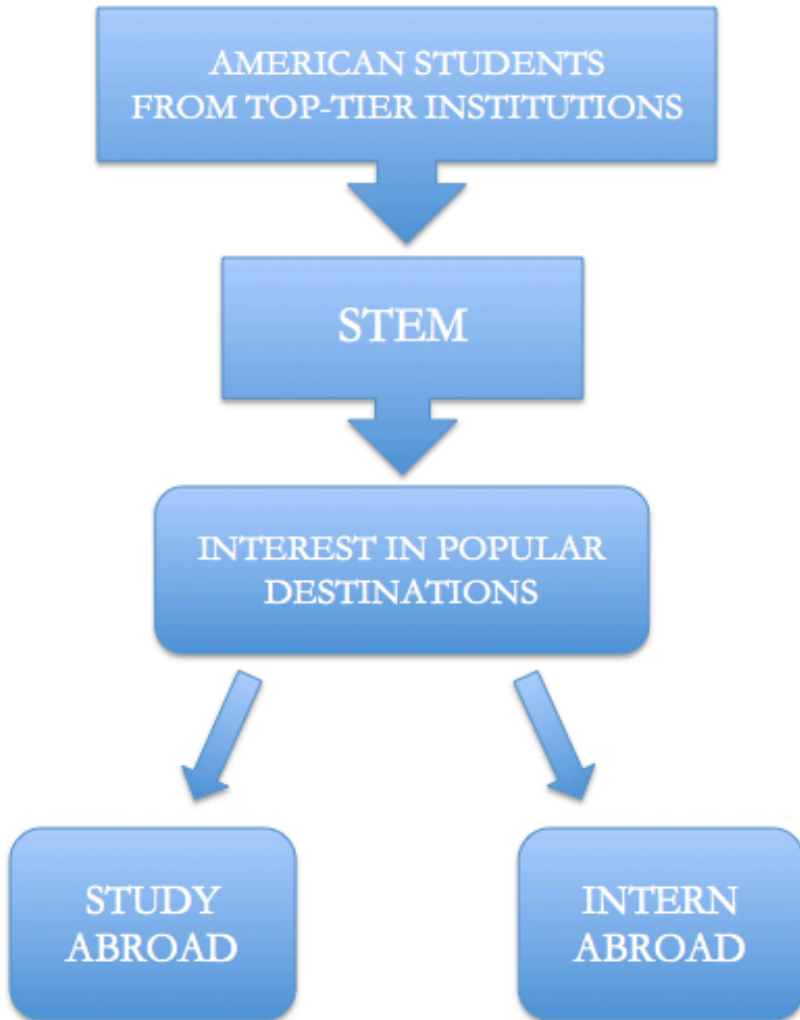 AMERICAN STUDENTS
FROM TOP-TIER INSTITUTIONS
STEM
INTEREST IN POPULAR
DESTINATIONS
STUDY
ABROAD
INTERN
ABROAD